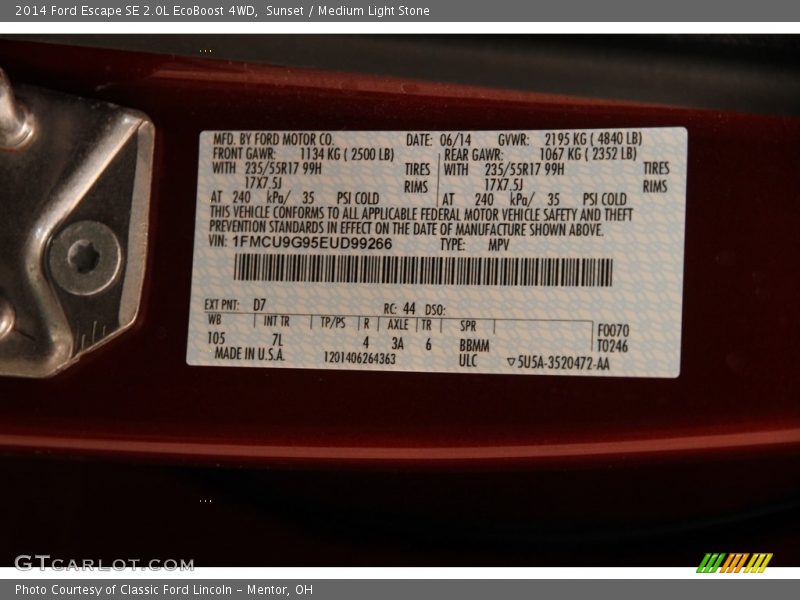 2014 Ford Escape SE 2.0L EcoBoost 4WD, Sunset / Medium Light Stone
MFD. BY FORD MOTOR CO. DATE: 06/14 GVWR: 2195 KG ( 4840 LB)
FRONT GAWR: 1134 KG ( 2500 LB) REAR GAWR: 1067 KG ( 2352 LB)
WITH 235/55R17 99H TIRES WITH 235/55R17 99H TIRES
17X7.5J RIMS 17X7.5J RIMS
AT 240 kPa/ 35 PSI COLD AT 240 kPa/ 35 PSI COLD
THIS VEHICLE CONFORMS TO ALL APPLICABLE FEDERAL MOTOR VEHICLE SAFETY AND THEFT
PREVENTION STANDARDS IN EFFECT ON THE DATE OF MANUFACTURE SHOWN ABOVE.
VIN: 1FMCU9G95EUD99266 TYPE: MPV
EXT PNT: D7 RC: 44 DSO:
WB INT TR TP/PS R AXLE TR SPR F0070
105 7L 4 3A 6 BBMM T0246
MADE IN U.S.A. 1201406264363 ULC ▽5U5A-3520472-AA
GTCARLOT.COM
Photo Courtesy of Classic Ford Lincoln - Mentor, OH